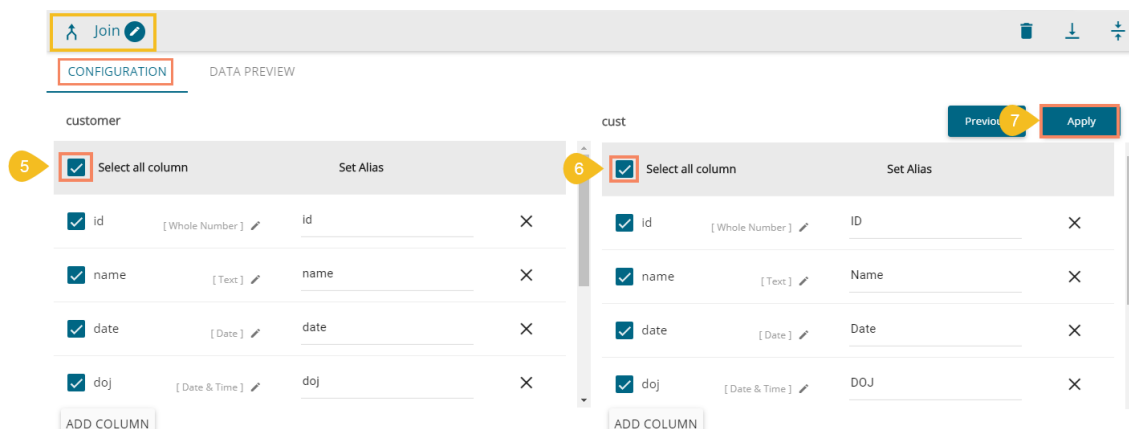 Join
CONFIGURATION DATA PREVIEW
customer
cust
Previou 7 Apply
5 Select all column Set Alias
6 Select all column Set Alias
id [ Whole Number ] id
id [ Whole Number ] ID
name [ Text ] name
name [ Text ] Name
date [ Date ] date
date [ Date ] Date
doj [ Date & Time ] doj
doj [ Date & Time ] DOJ
ADD COLUMN
ADD COLUMN